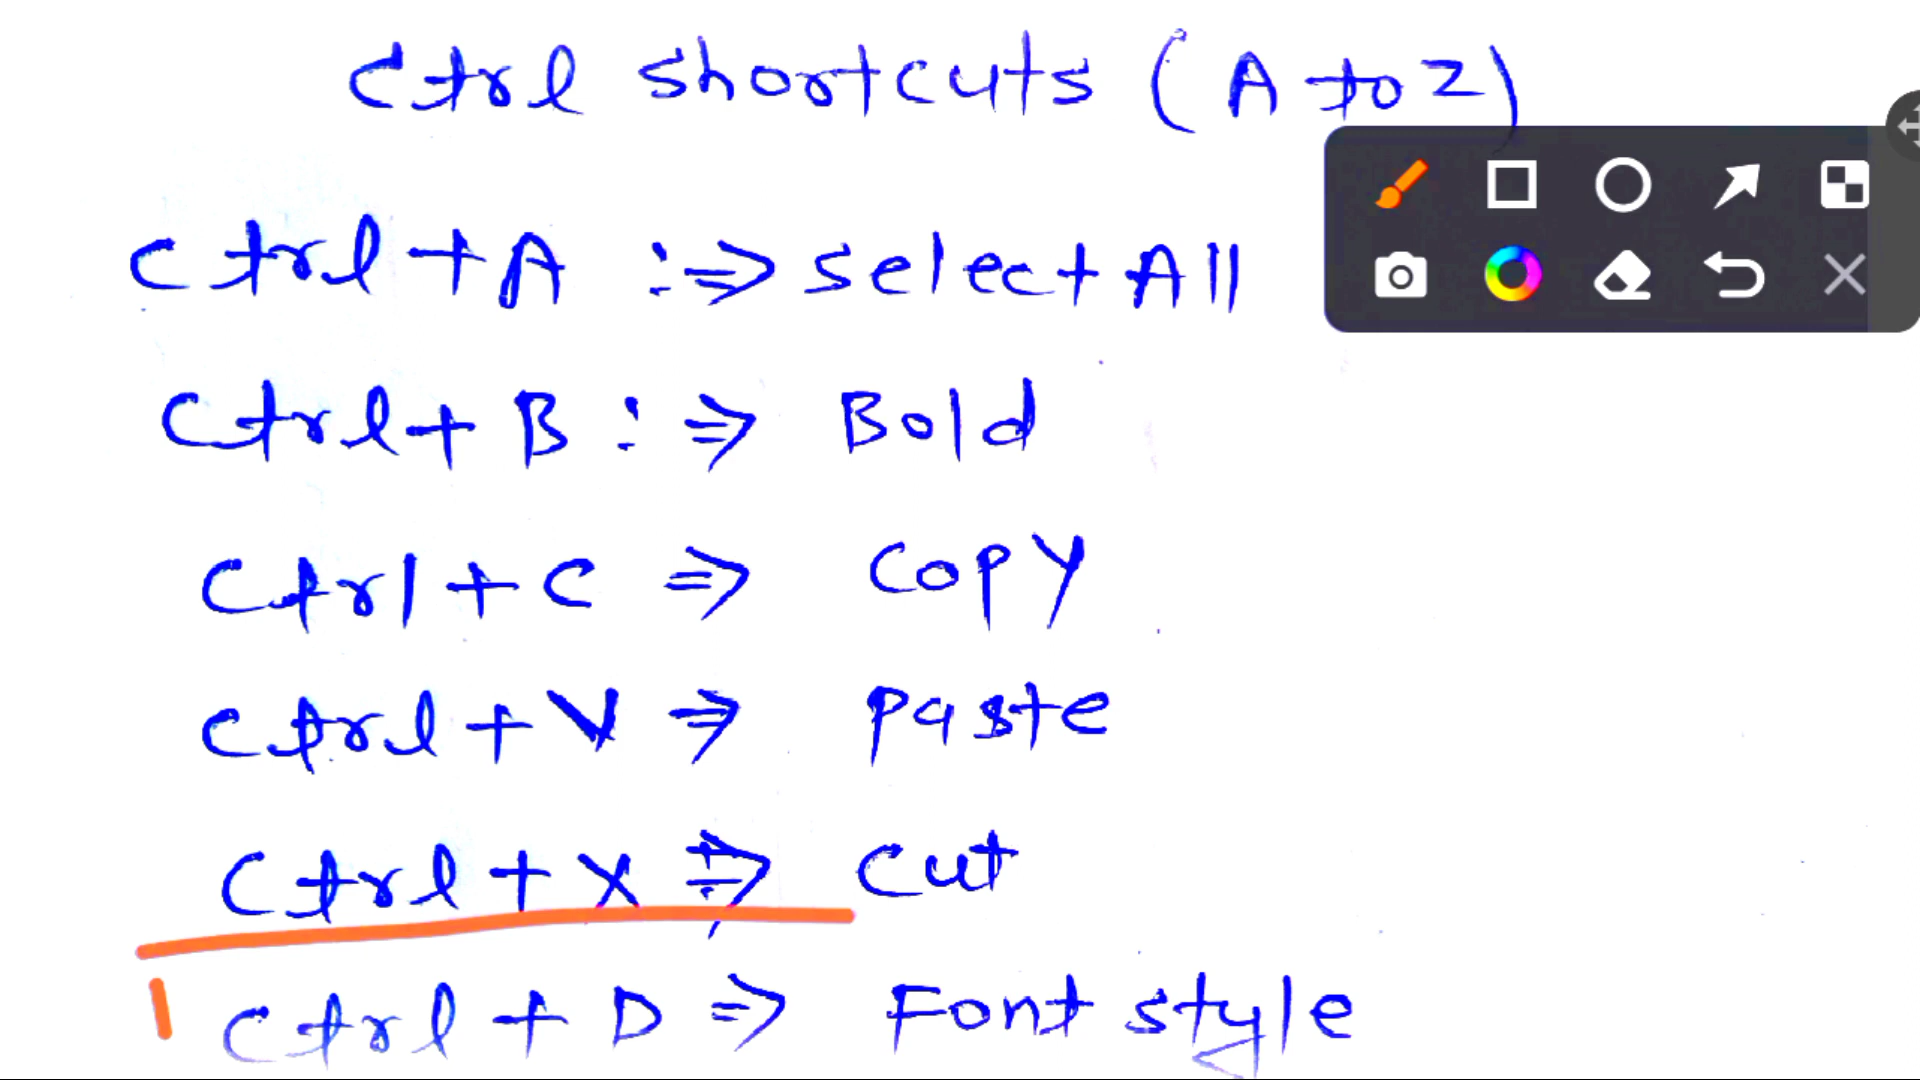 Ctrl shortcuts (A to Z)
Ctrl + A :⇒ select All
Ctrl + B :⇒ Bold
Ctrl + C ⇒ Copy
Ctrl + V ⇒ paste
Ctrl + X ⇒ cut
Ctrl + D ⇒ Font style